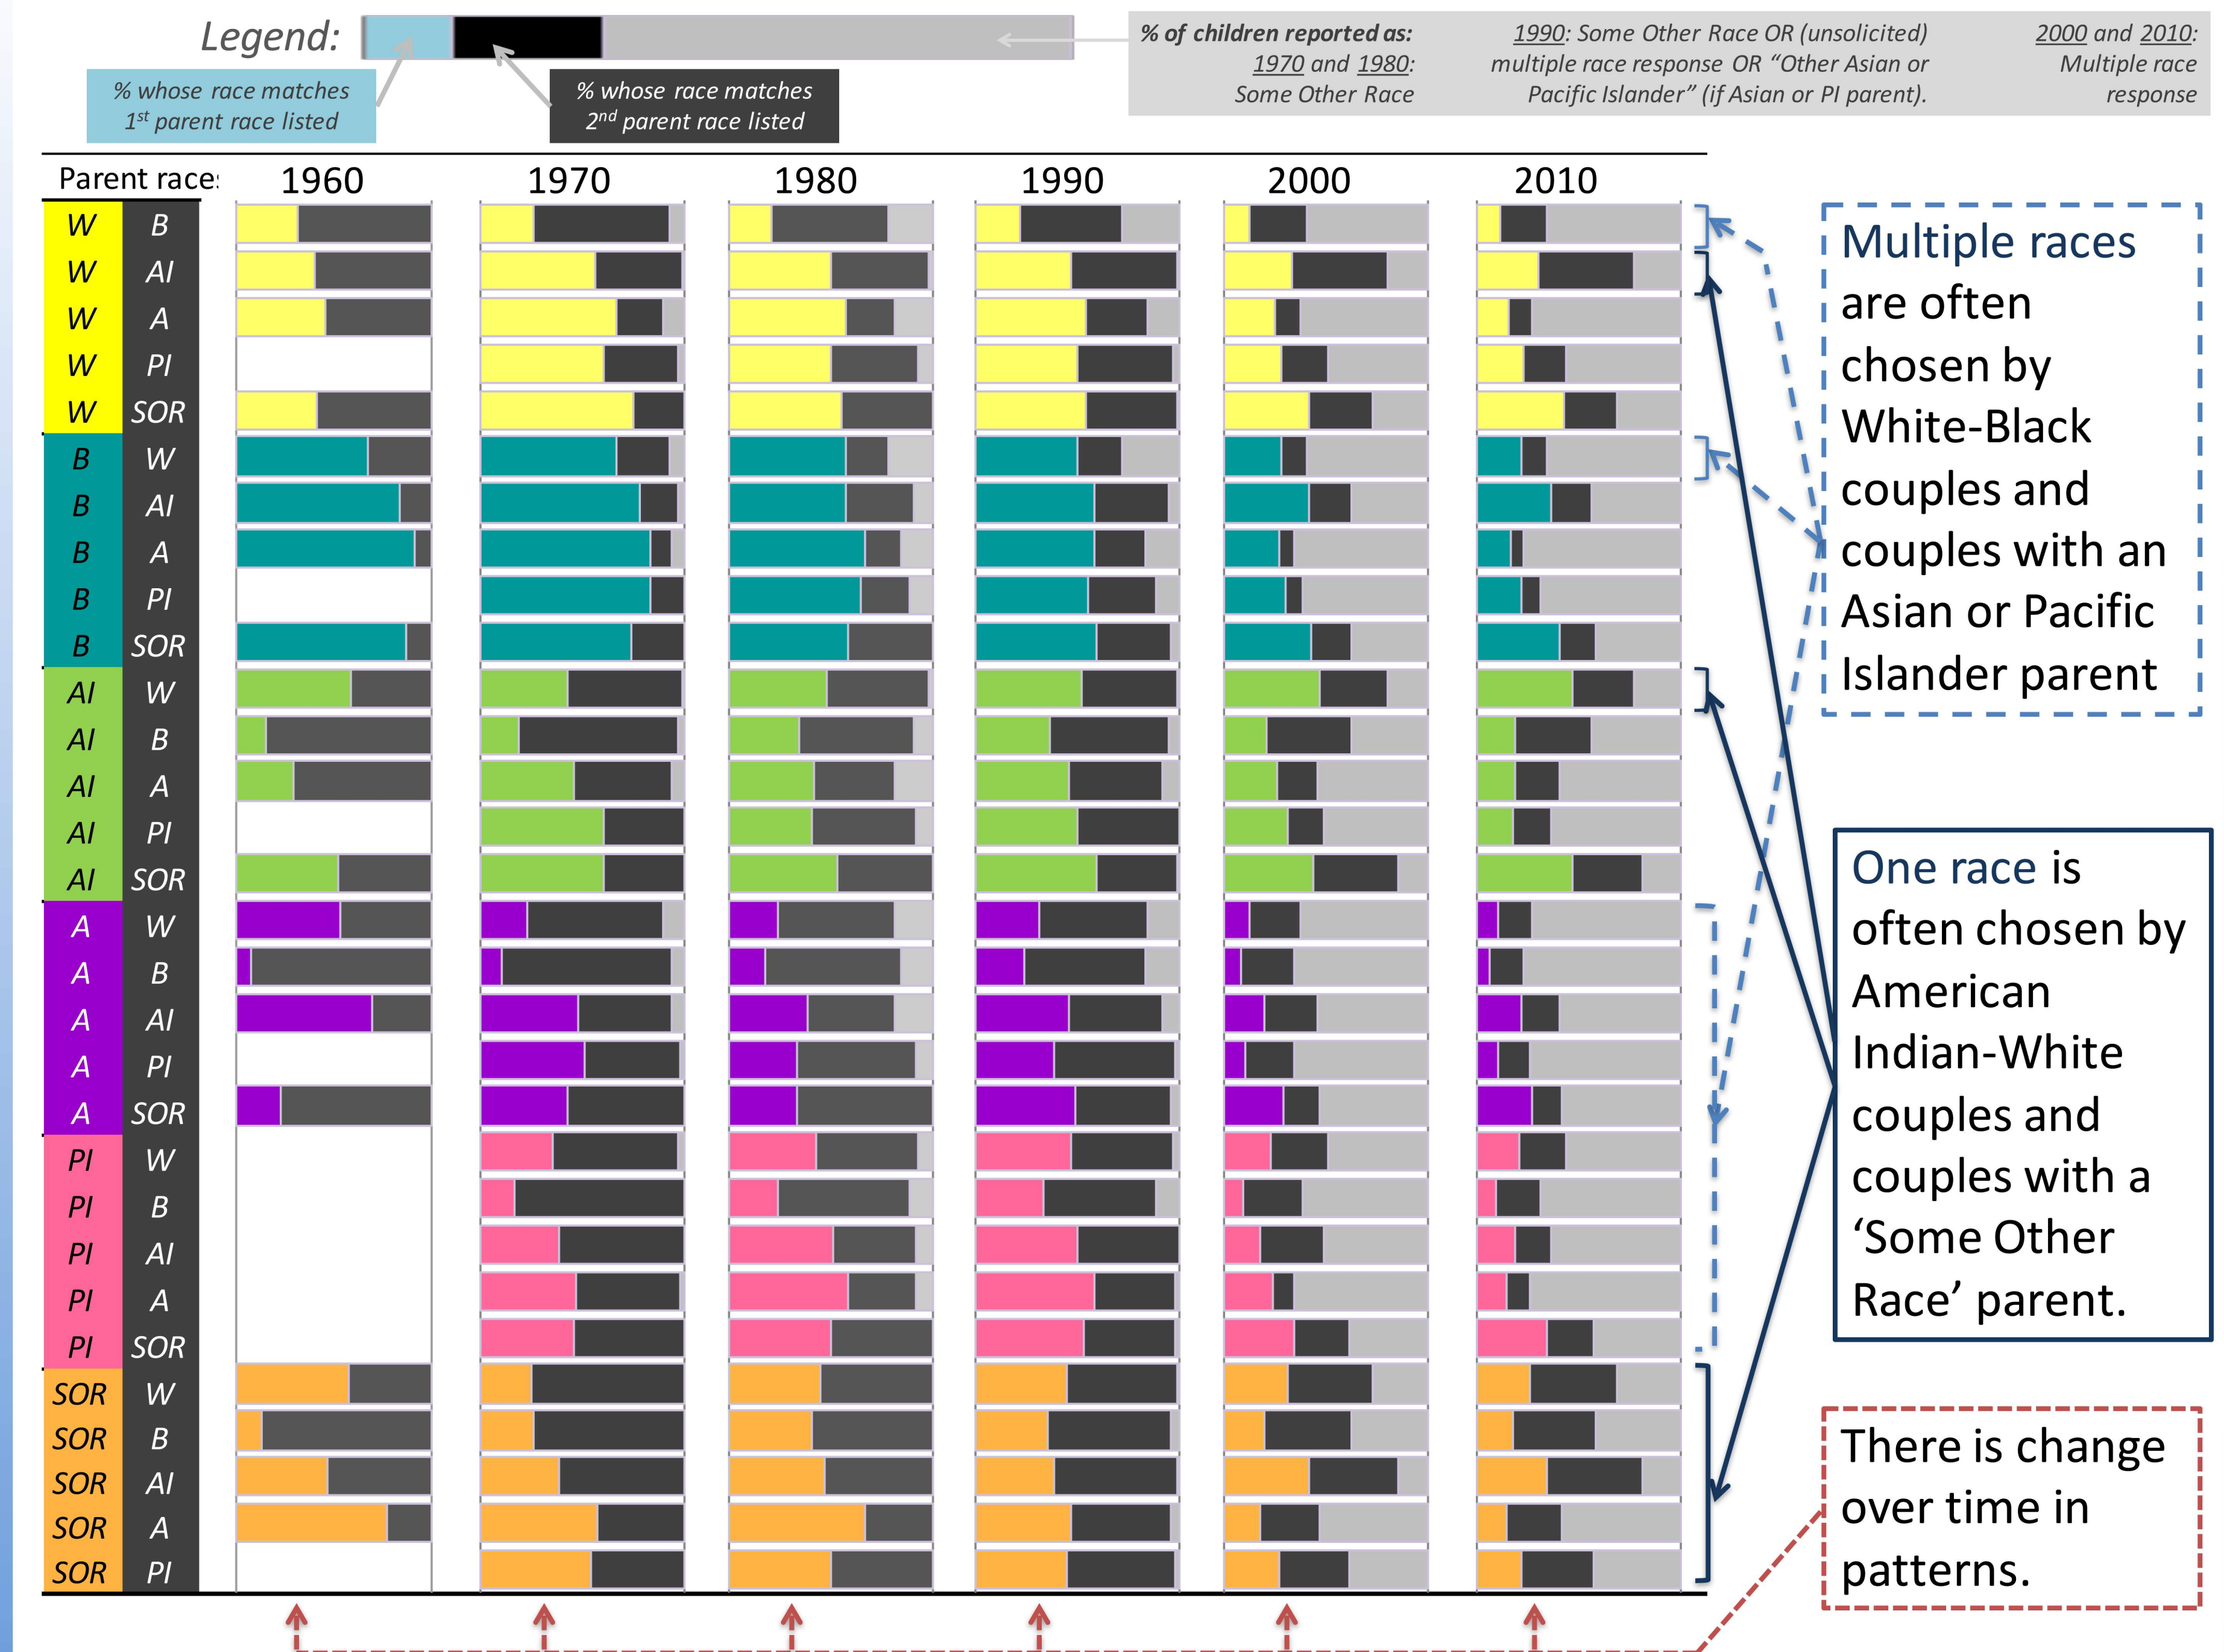 Legend:
% whose race matches
1st parent race listed
% whose race matches
2nd parent race listed
% of children reported as:
1970 and 1980:
Some Other Race
1990: Some Other Race OR (unsolicited)
multiple race response OR “Other Asian or
Pacific Islander” (if Asian or PI parent).
2000 and 2010:
Multiple race
response
Parent races 1960 1970 1980 1990 2000 2010
W B
W AI
W A
W PI
W SOR
B W
B AI
B A
B PI
B SOR
AI W
AI B
AI A
AI PI
AI SOR
A W
A B
A AI
A PI
A SOR
PI W
PI B
PI AI
PI A
PI SOR
SOR W
SOR B
SOR AI
SOR A
SOR PI
Multiple races
are often
chosen by
White-Black
couples and
couples with an
Asian or Pacific
Islander parent
One race is
often chosen by
American
Indian-White
couples and
couples with a
‘Some Other
Race’ parent.
There is change
over time in
patterns.